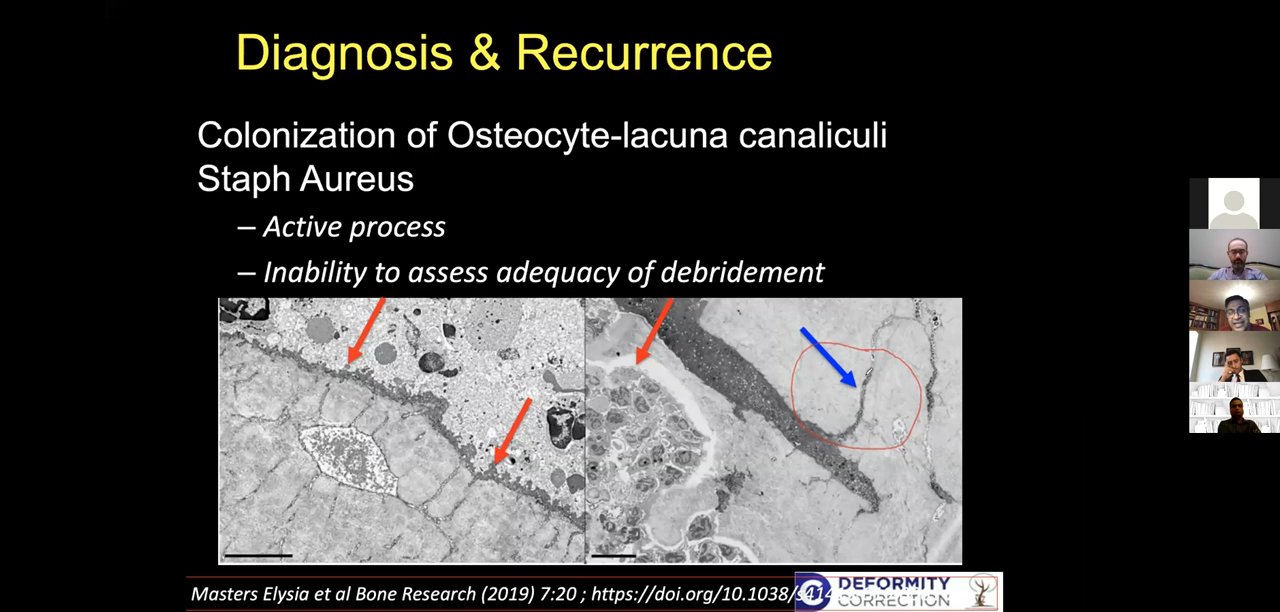 Diagnosis & Recurrence
Colonization of Osteocyte-lacuna canaliculi
Staph Aureus
– Active process
– Inability to assess adequacy of debridement
Masters Elysia et al Bone Research (2019) 7:20 ; https://doi.org/10.1038/s414
DEFORMITY
CORRECTION